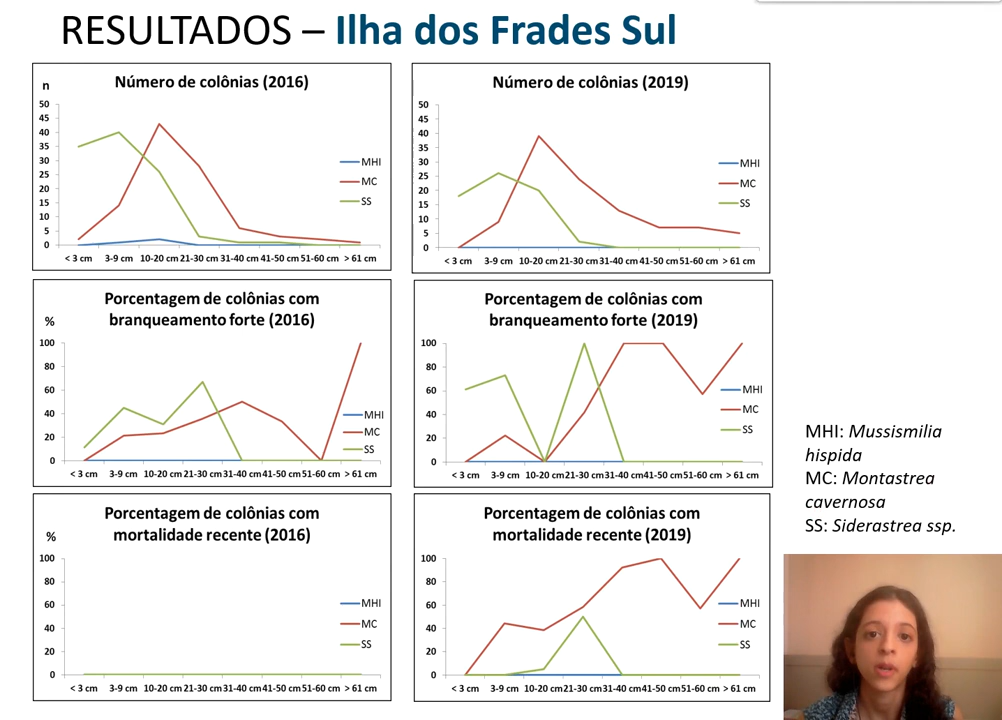 RESULTADOS – Ilha dos Frades Sul
Número de colônias (2016)
n
50
45
40
35
30
25
20
15
10
5
0
MHI
MC
SS
< 3 cm 3-9 cm 10-20 cm 21-30 cm 31-40 cm 41-50 cm 51-60 cm > 61 cm
Número de colônias (2019)
50
45
40
35
30
25
20
15
10
5
0
MHI
MC
SS
< 3 cm 3-9 cm 10-20 cm 21-30 cm 31-40 cm 41-50 cm 51-60 cm > 61 cm
Porcentagem de colônias com
branqueamento forte (2016)
%
100
80
60
40
20
0
MHI
MC
SS
< 3 cm 3-9 cm 10-20 cm 21-30 cm 31-40 cm 41-50 cm 51-60 cm > 61 cm
Porcentagem de colônias com
branqueamento forte (2019)
100
80
60
40
20
0
MHI
MC
SS
< 3 cm 3-9 cm 10-20 cm 21-30 cm 31-40 cm 41-50 cm 51-60 cm > 61 cm
Porcentagem de colônias com
mortalidade recente (2016)
%
100
80
60
40
20
0
MHI
MC
SS
< 3 cm 3-9 cm 10-20 cm 21-30 cm 31-40 cm 41-50 cm 51-60 cm > 61 cm
Porcentagem de colônias com
mortalidade recente (2019)
100
80
60
40
20
0
MHI
MC
SS
< 3 cm 3-9 cm 10-20 cm 21-30 cm 31-40 cm 41-50 cm 51-60 cm > 61 cm
MHI: Mussismilia
hispida
MC: Montastrea
cavernosa
SS: Siderastrea ssp.